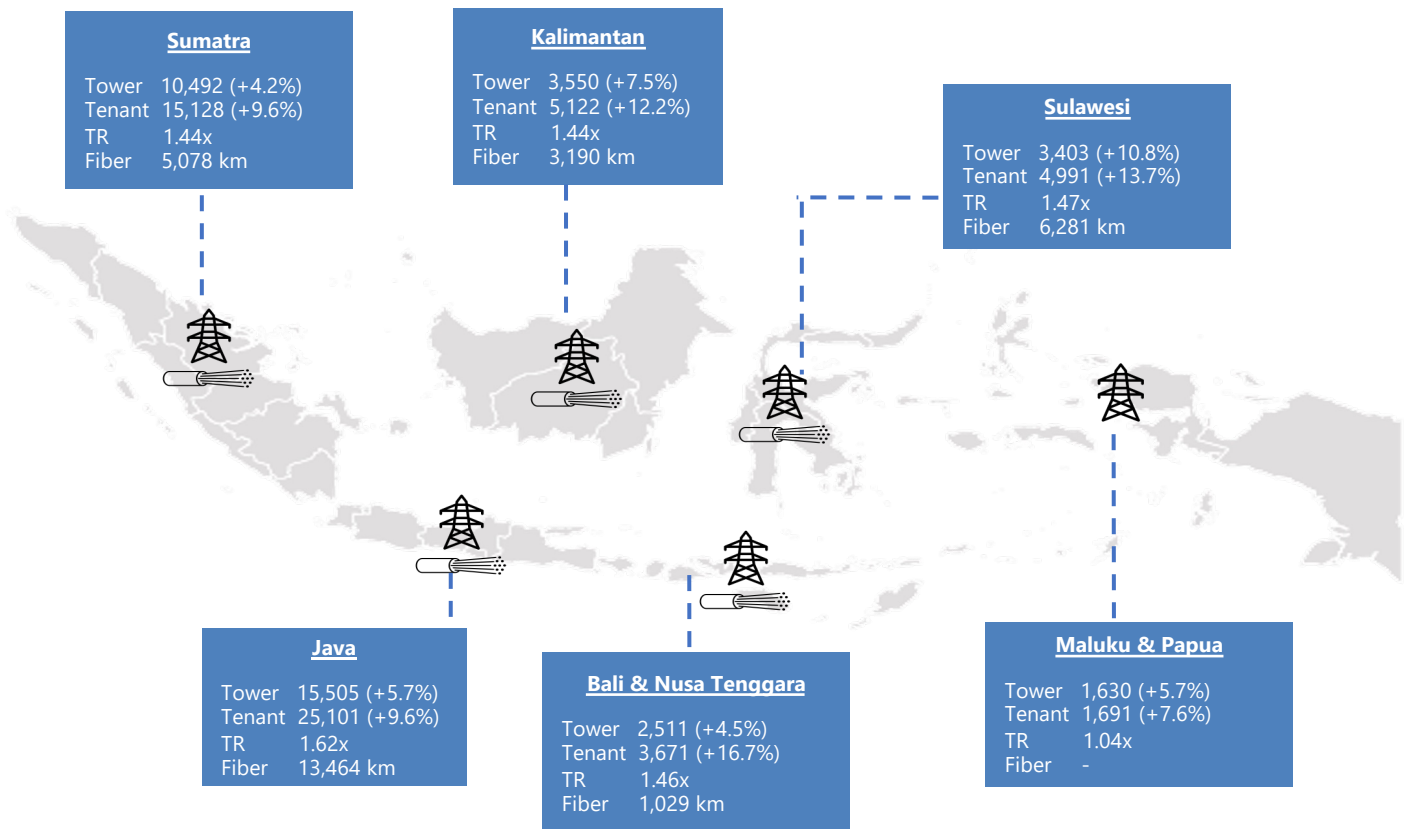 Sumatra
Tower 10,492 (+4.2%)
Tenant 15,128 (+9.6%)
TR 1.44x
Fiber 5,078 km
Kalimantan
Tower 3,550 (+7.5%)
Tenant 5,122 (+12.2%)
TR 1.44x
Fiber 3,190 km
Sulawesi
Tower 3,403 (+10.8%)
Tenant 4,991 (+13.7%)
TR 1.47x
Fiber 6,281 km
Java
Tower 15,505 (+5.7%)
Tenant 25,101 (+9.6%)
TR 1.62x
Fiber 13,464 km
Bali & Nusa Tenggara
Tower 2,511 (+4.5%)
Tenant 3,671 (+16.7%)
TR 1.46x
Fiber 1,029 km
Maluku & Papua
Tower 1,630 (+5.7%)
Tenant 1,691 (+7.6%)
TR 1.04x
Fiber -